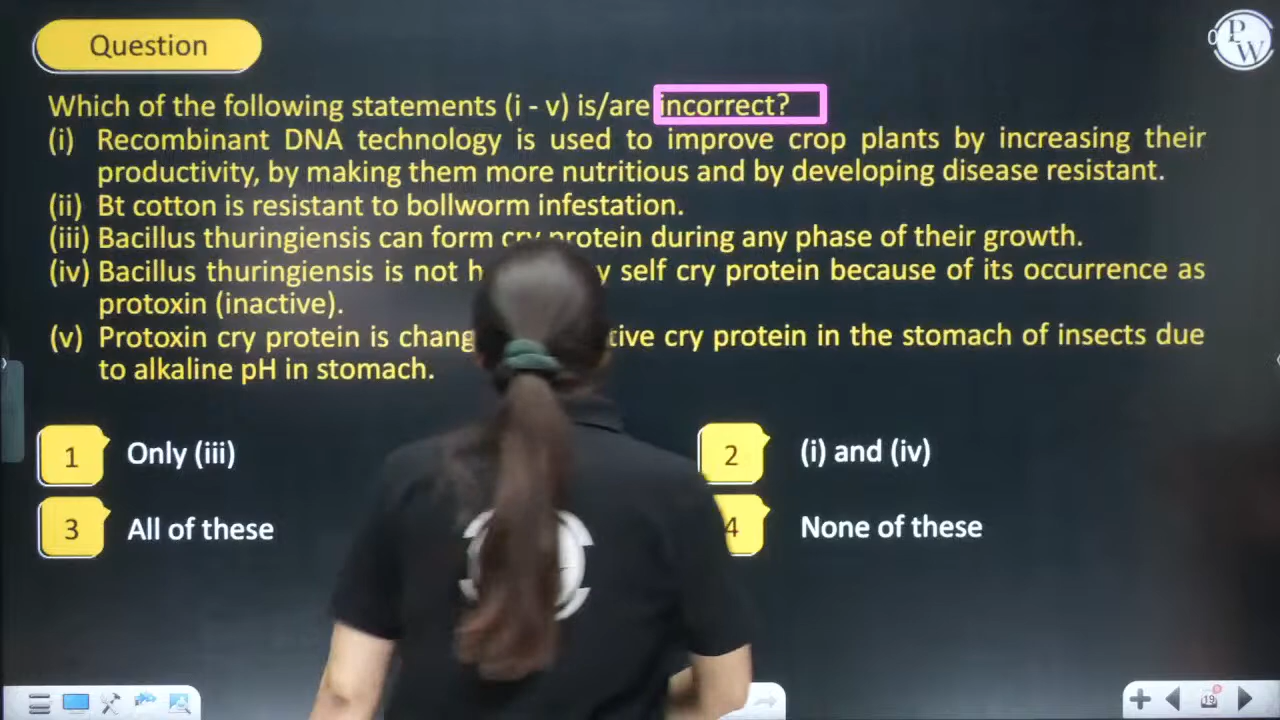 Question
PW
Which of the following statements (i - v) is/are incorrect?
(i) Recombinant DNA technology is used to improve crop plants by increasing their
productivity, by making them more nutritious and by developing disease resistant.
(ii) Bt cotton is resistant to bollworm infestation.
(iii) Bacillus thuringiensis can form cry protein during any phase of their growth.
(iv) Bacillus thuringiensis is not self cry protein because of its occurrence as
protoxin (inactive).
(v) Protoxin cry protein is cry protein in the stomach of insects due
to alkaline pH in stomach.
1 Only (iii)
2 (i) and (iv)
3 All of these
4 None of these
19